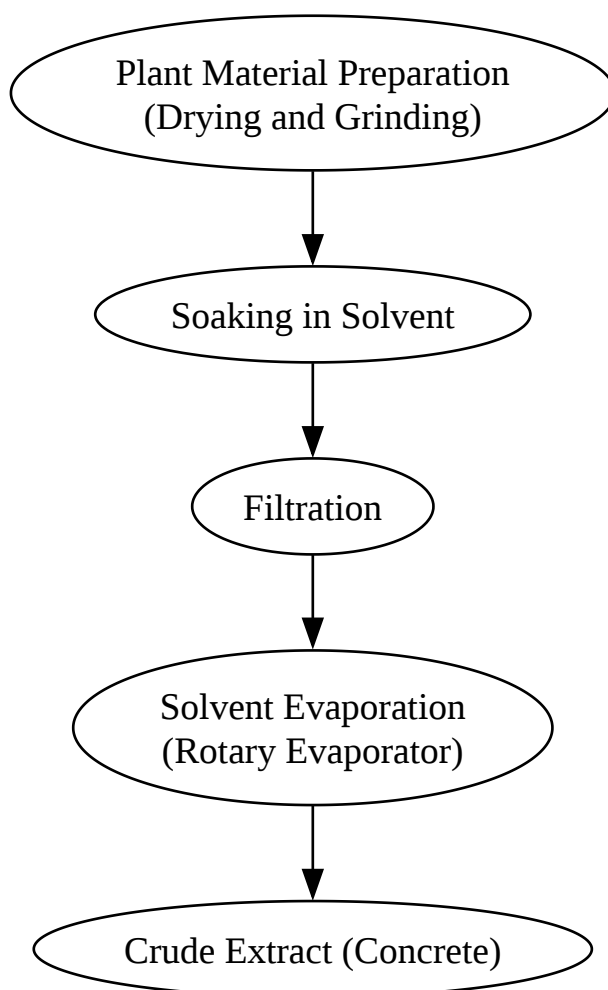 Plant Material Preparation
(Drying and Grinding)
Soaking in Solvent
Filtration
Solvent Evaporation
(Rotary Evaporator)
Crude Extract (Concrete)